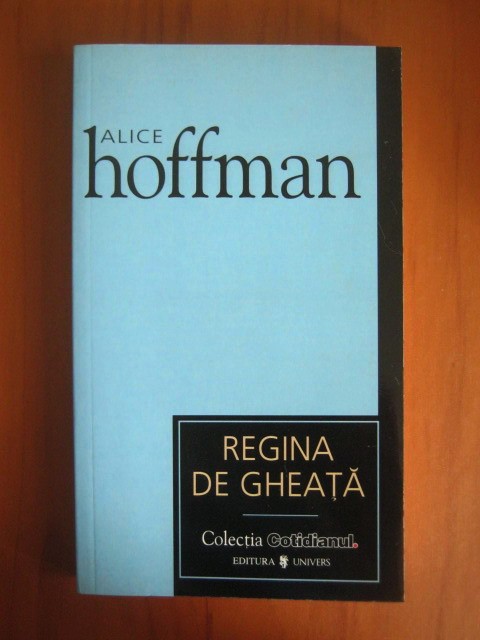 ALICE
hoffman
REGINA
DE GHEAȚĂ
Colecția Cotidianul.
EDITURA UNIVERS